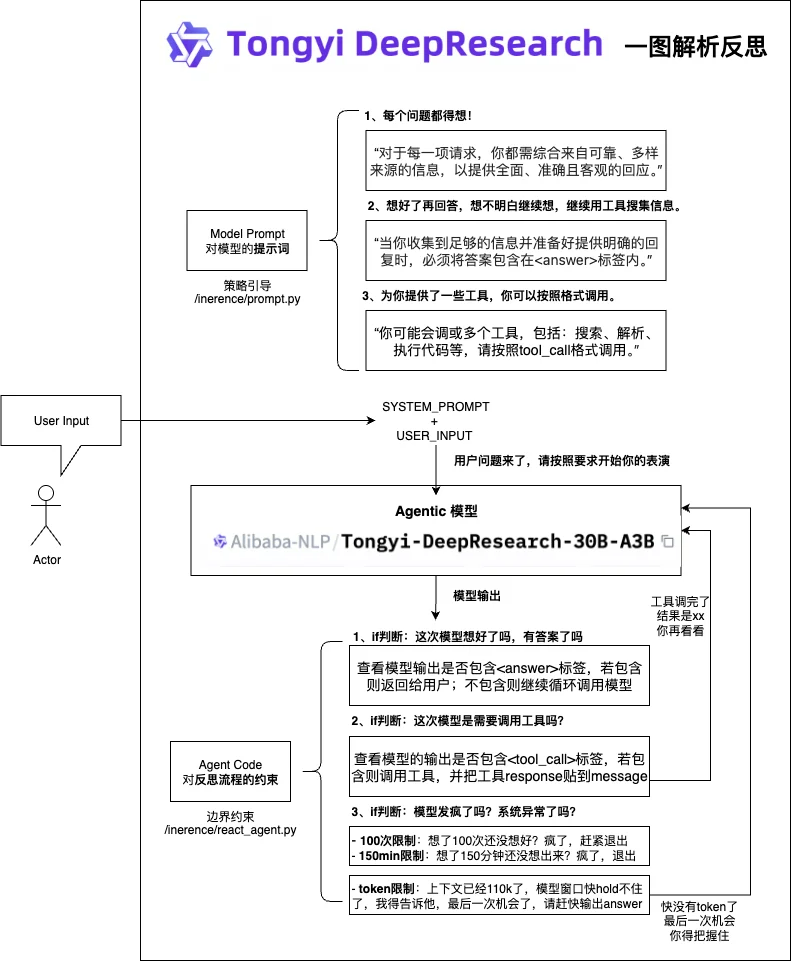 Tongyi DeepResearch 一图解析反思
1、每个问题都得想！
“对于每一项请求，你都需综合来自可靠、多样
来源的信息，以提供全面、准确且客观的回应。”
2、想好了再回答，想不明白继续想，继续用工具搜集信息。
Model Prompt
对模型的提示词
“当你收集到足够的信息并准备好提供明确的回
复时，必须将答案包含在<answer>标签内。”
策略引导
/inerence/prompt.py
3、为你提供了一些工具，你可以按照格式调用。
“你可能会调或多个工具，包括：搜索、解析、
执行代码等，请按照tool_call格式调用。”
User Input
SYSTEM_PROMPT
+
USER_INPUT
用户问题来了，请按照要求开始你的表演
Actor
Agentic 模型
Alibaba-NLP/Tongyi-DeepResearch-30B-A3B
模型输出
工具调完了
结果是xx
你再看看
1、if判断：这次模型想好了吗，有答案了吗
查看模型输出是否包含<answer>标签，若包含
则返回给用户；不包含则继续循环调用模型
2、if判断：这次模型是需要调用工具吗？
Agent Code
对反思流程的约束
查看模型的输出是否包含<tool_call>标签，若包
含则调用工具，并把工具response贴到message
边界约束
/inerence/react_agent.py
3、if判断：模型发疯了吗？系统异常了吗？
- 100次限制：想了100次还没想好？疯了，赶紧退出
- 150min限制：想了150分钟还没想出来？疯了，退出
- token限制：上下文已经110k了，模型窗口快hold不住
了，我得告诉他，最后一次机会了，请赶快输出answer
快没有token了
最后一次机会
你得把握住